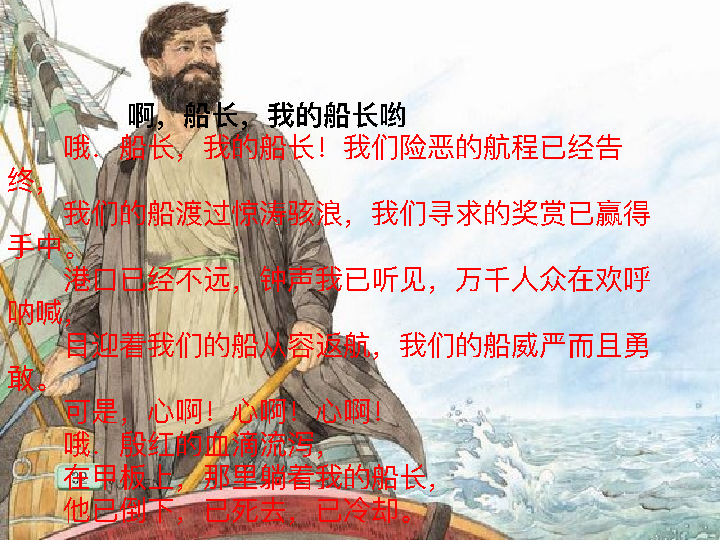 啊，船长，我的船长哟
哦．船长，我的船长！我们险恶的航程已经告
终，
我们的船渡过惊涛骇浪，我们寻求的奖赏已赢得
手中。
港口已经不远，钟声我已听见，万千人众在欢呼
呐喊，
目迎着我们的船从容返航，我们的船威严而且勇
敢。
可是，心啊！心啊！心啊！
哦．殷红的血滴流泻，
在甲板上，那里躺着我的船长，
他已倒下，已死去，已冷却。